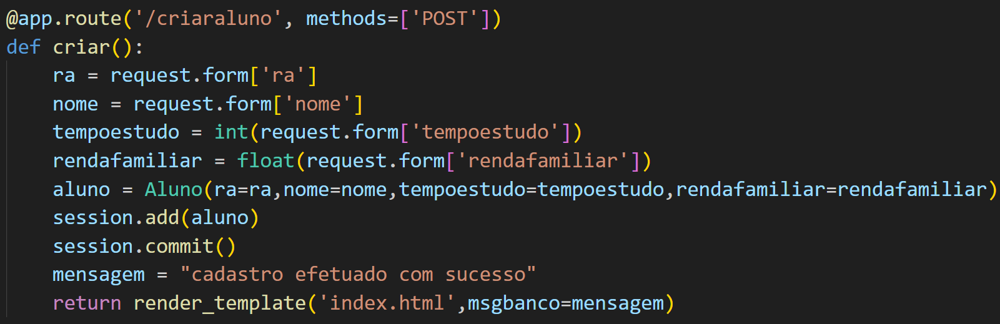 @app.route('/criaraluno', methods=['POST'])
def criar():
    ra = request.form['ra']
    nome = request.form['nome']
    tempoestudo = int(request.form['tempoestudo'])
    rendafamiliar = float(request.form['rendafamiliar'])
    aluno = Aluno(ra=ra,nome=nome,tempoestudo=tempoestudo,rendafamiliar=rendafamiliar)
    session.add(aluno)
    session.commit()
    mensagem = "cadastro efetuado com sucesso"
    return render_template('index.html',msgbanco=mensagem)